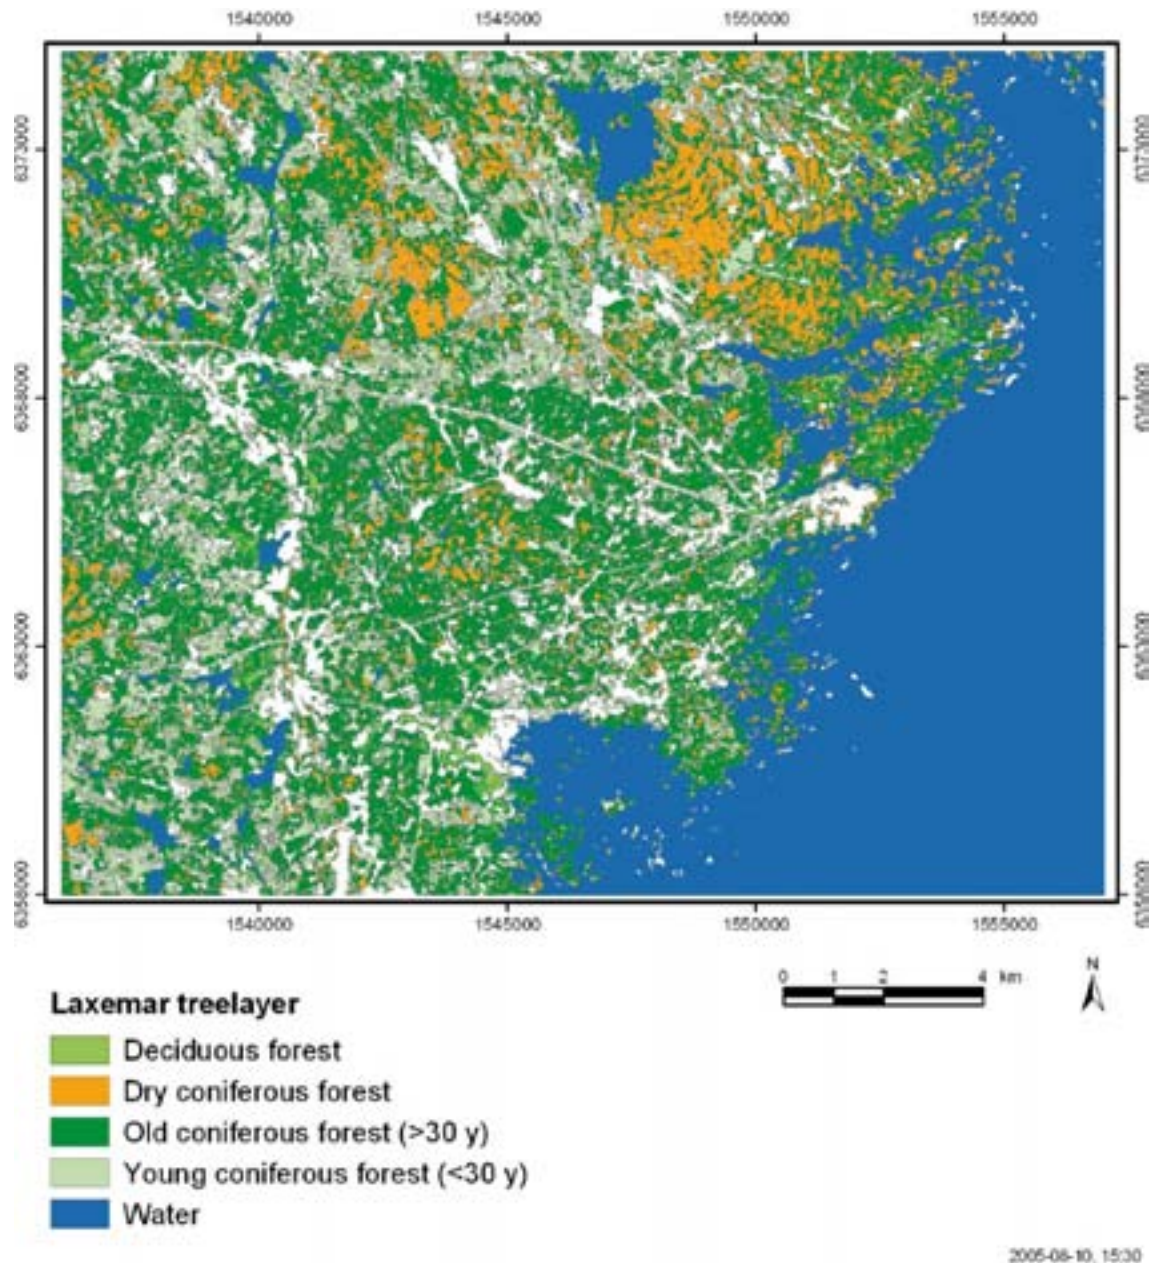 1540000 1545000 1550000 1555000
6373000 6373000
6368000 6368000
6363000 6363000
6358000 6358000
1540000 1545000 1550000 1555000
0 1 2 4 km
N
Laxemar treelayer
Deciduous forest
Dry coniferous forest
Old coniferous forest (>30 y)
Young coniferous forest (<30 y)
Water
2005-08-10, 15:30